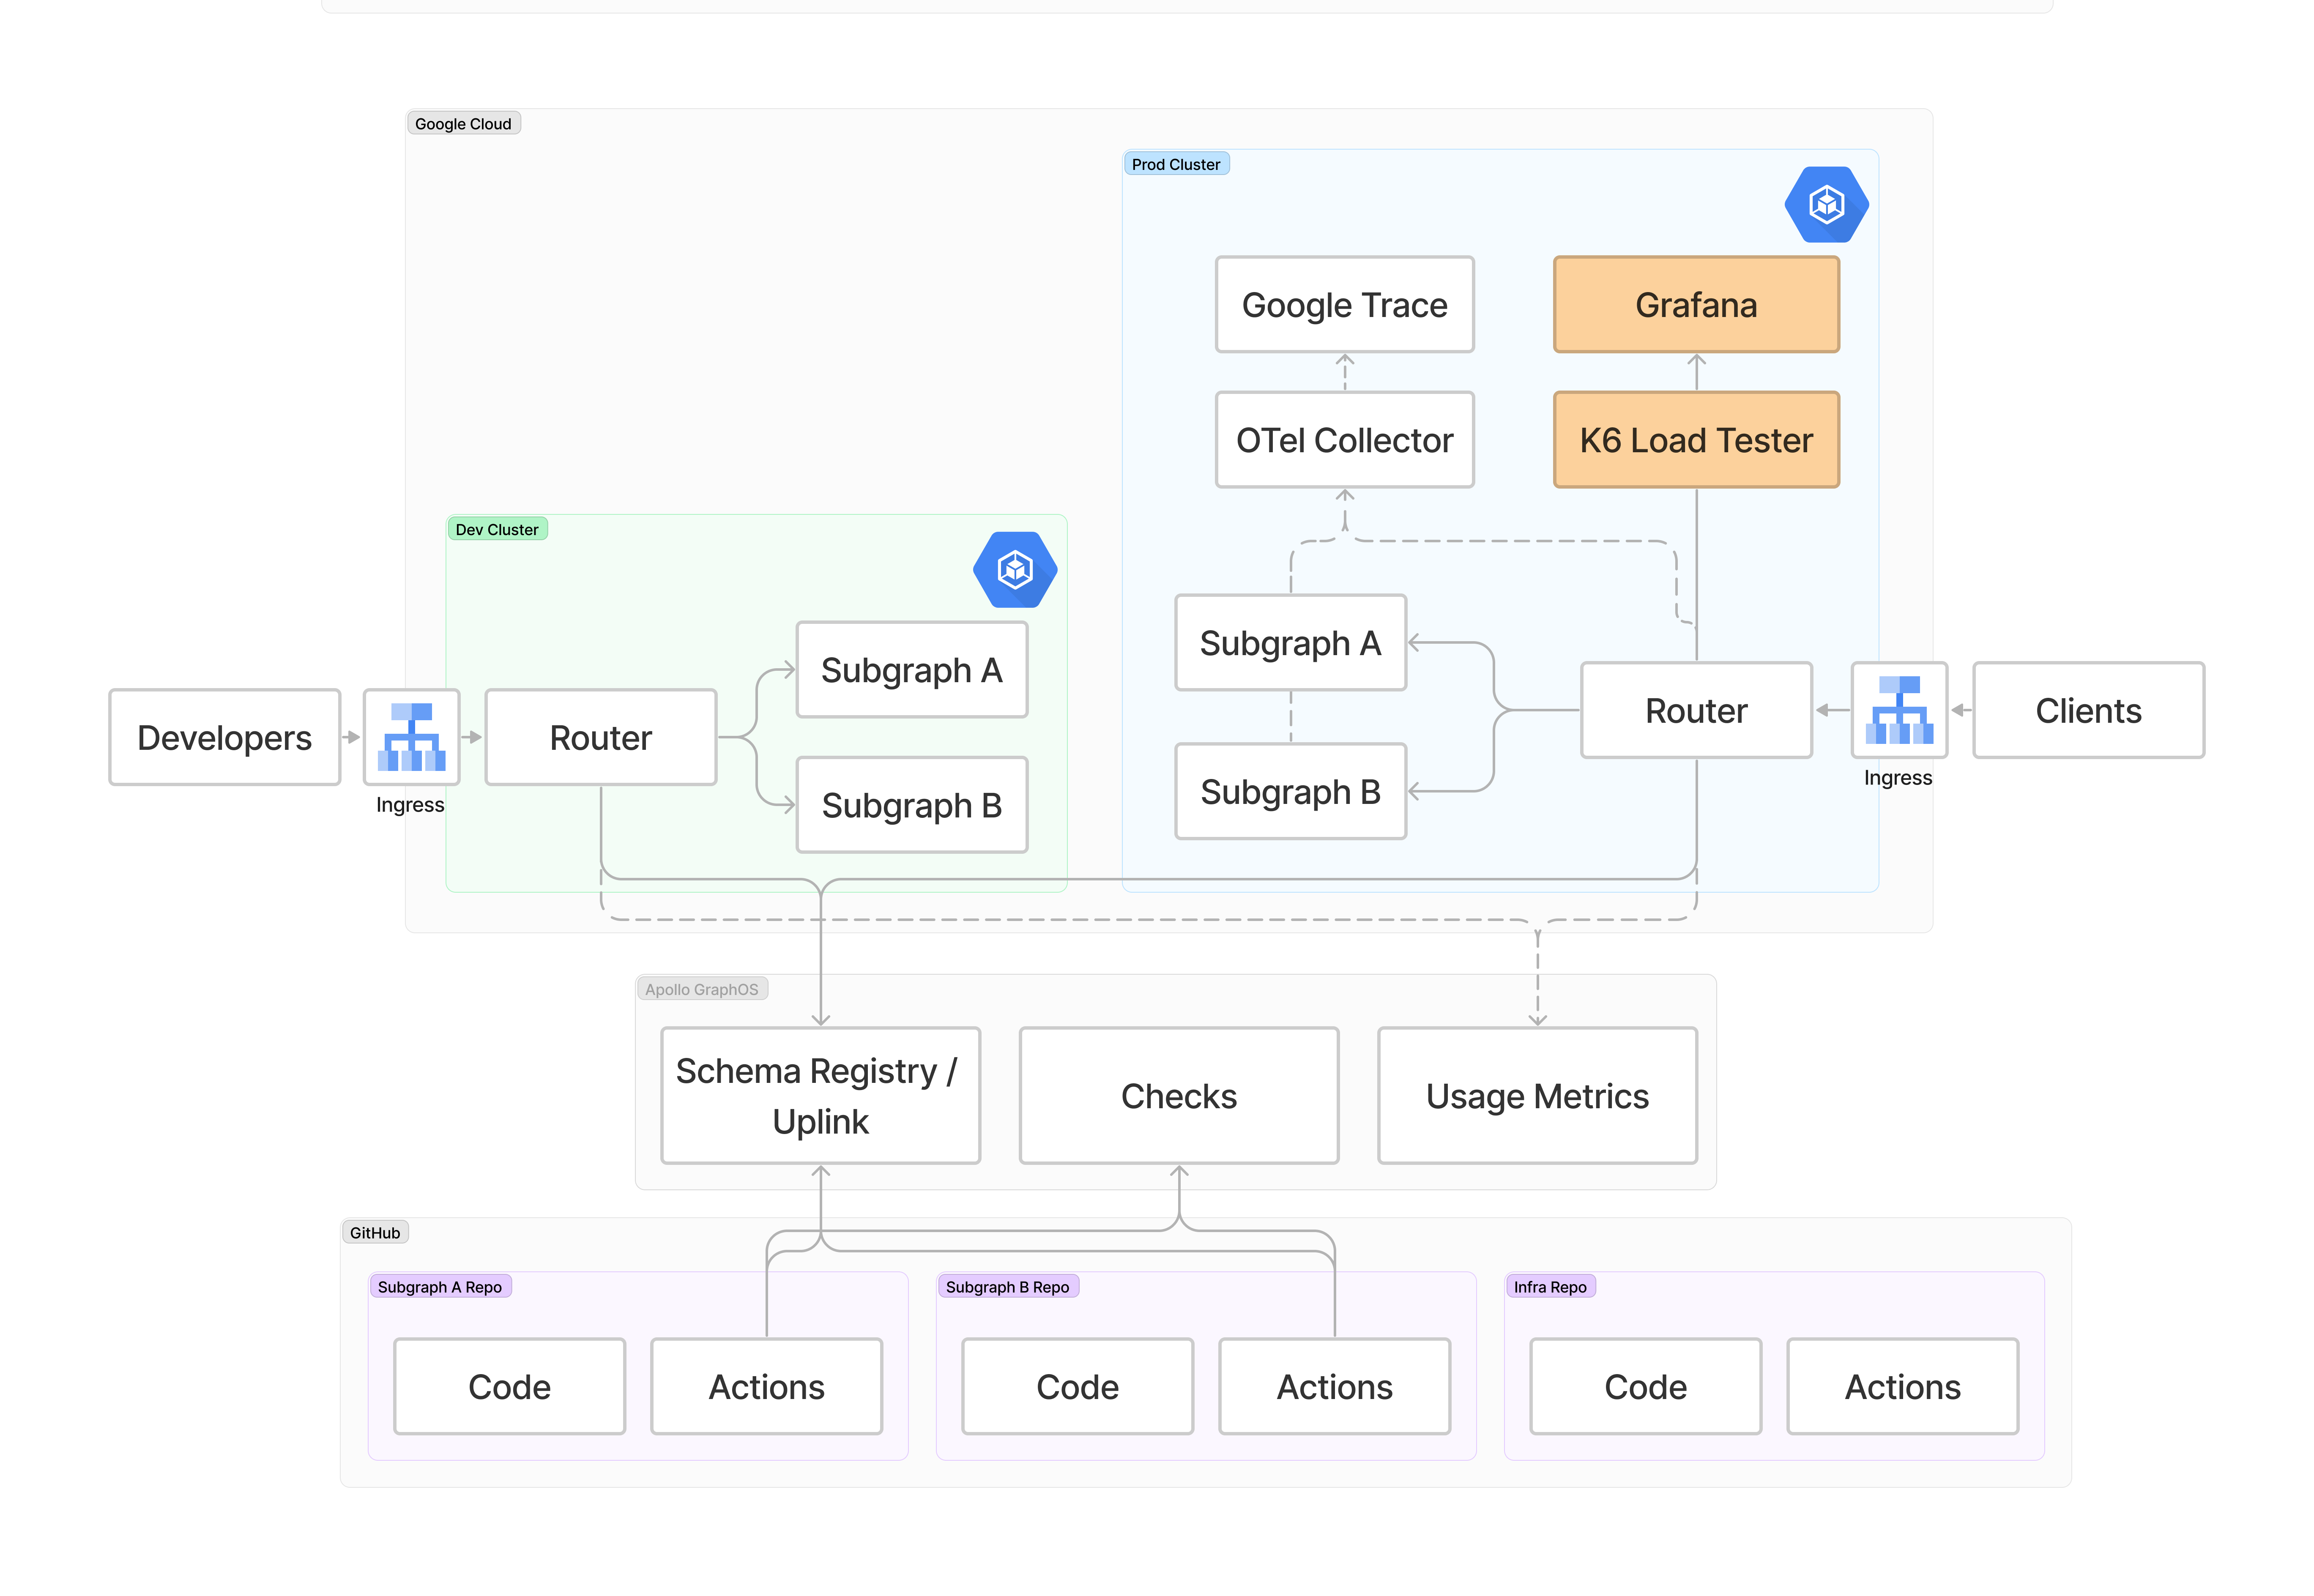 Google Cloud
Prod Cluster
Google Trace
Grafana
OTel Collector
K6 Load Tester
Dev Cluster
Subgraph A
Subgraph A
Developers
Router
Router
Clients
Ingress
Ingress
Subgraph B
Subgraph B
Apollo GraphOS
Schema Registry /
Uplink
Checks
Usage Metrics
GitHub
Subgraph A Repo
Subgraph B Repo
Infra Repo
Code
Actions
Code
Actions
Code
Actions